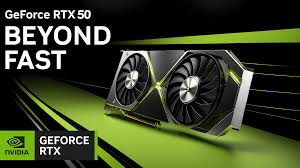 GeForce RTX 50
BEYOND
FAST
NVIDIA
GEFORCE
RTX